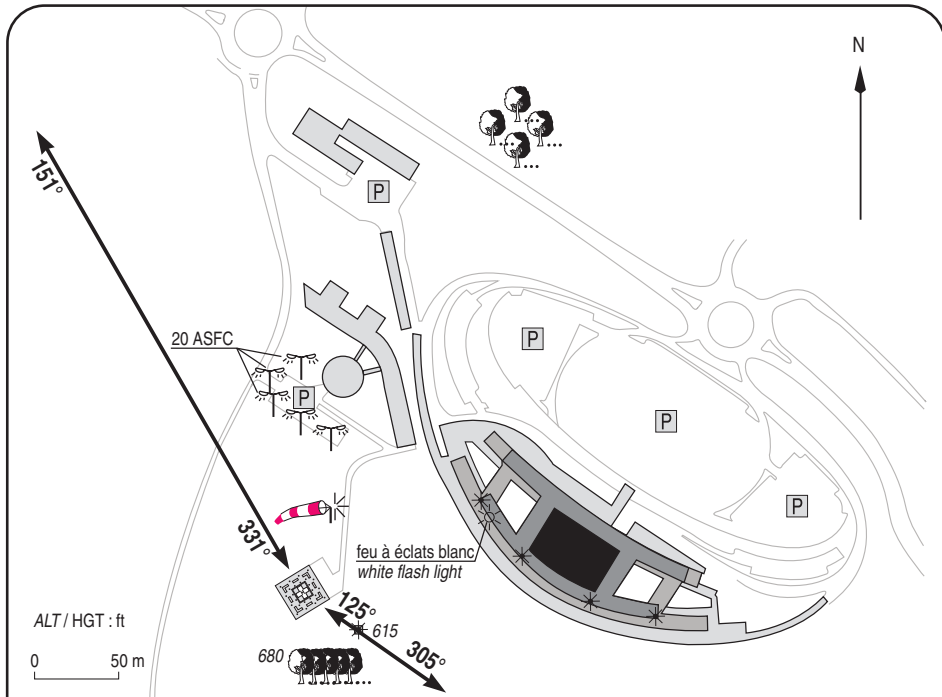 N
151°
P
20 ASFC
P
P
P
P
331°
feu à éclats blanc
white flash light
125°
615
305°
680
ALT / HGT : ft
0 50 m